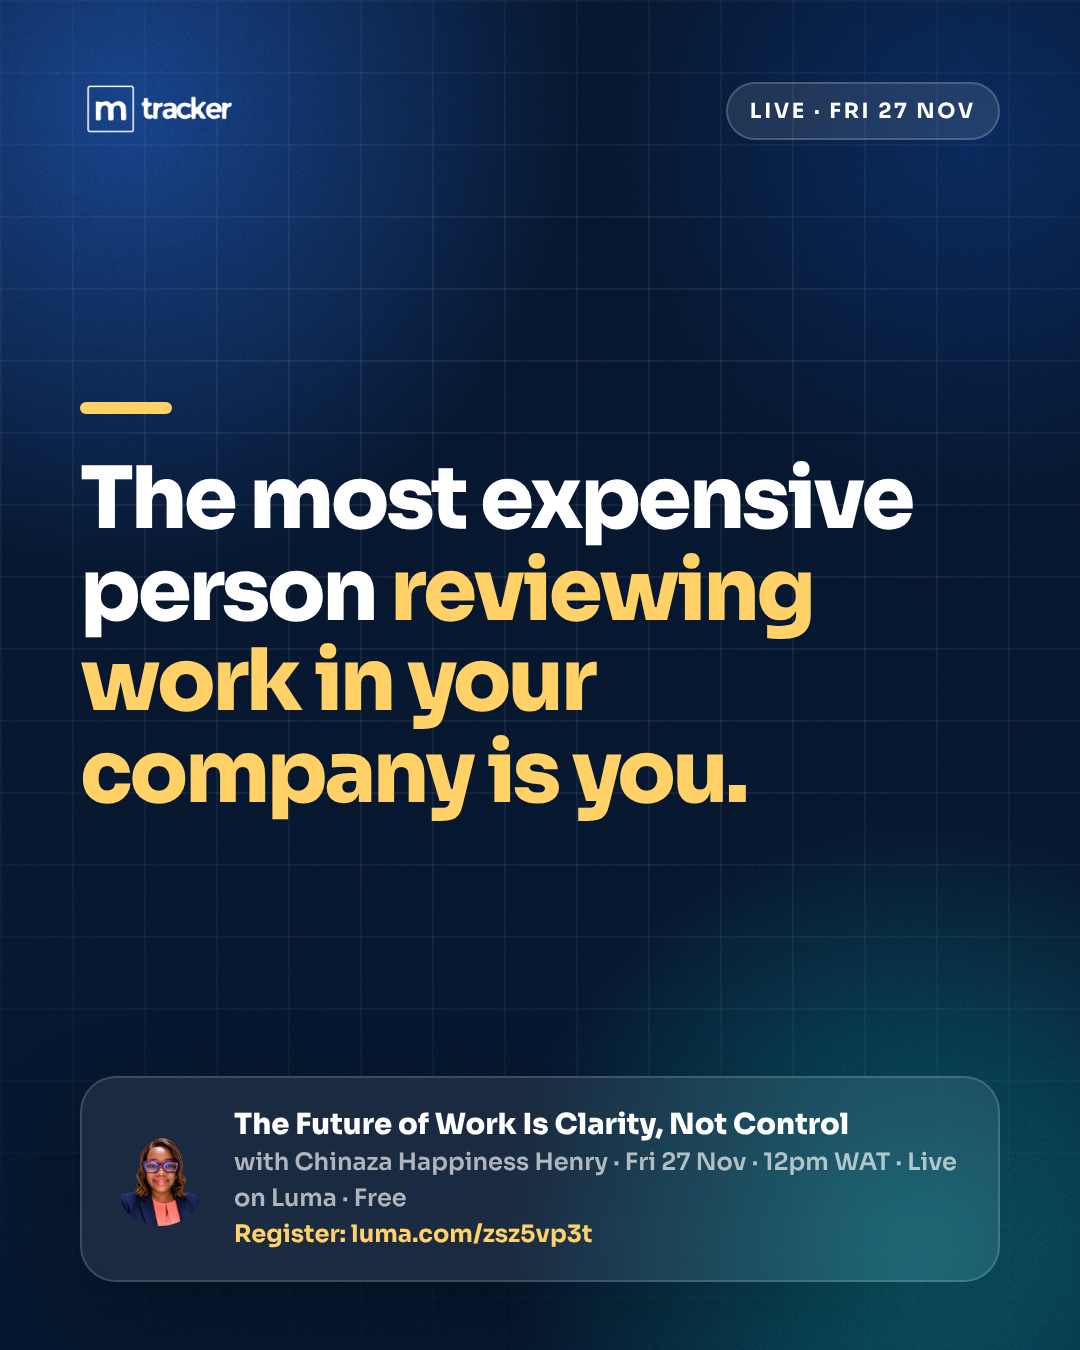 m tracker
LIVE · FRI 27 NOV
The most expensive
person reviewing
work in your
company is you.
The Future of Work Is Clarity, Not Control
with Chinaza Happiness Henry · Fri 27 Nov · 12pm WAT · Live
on Luma · Free
Register: luma.com/zsz5vp3t